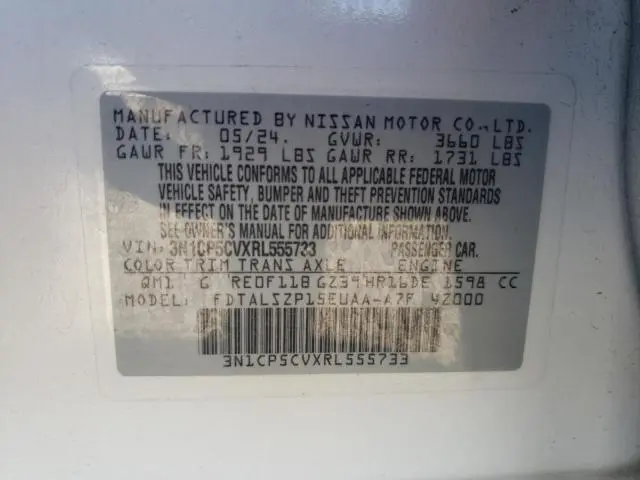 MANUFACTURED BY NISSAN MOTOR CO., LTD.
DATE: 05/24. GVWR: 3660 LBS
GAWR FR: 1929 LBS GAWR RR: 1731 LBS
THIS VEHICLE CONFORMS TO ALL APPLICABLE FEDERAL MOTOR
VEHICLE SAFETY, BUMPER AND THEFT PREVENTION STANDARDS
IN EFFECT ON THE DATE OF MANUFACTURE SHOWN ABOVE.
SEE OWNER'S MANUAL FOR ADDITIONAL INFORMATION.
VIN: 3N1CP5CVXRL555733 PASSENGER CAR.
COLOR TRIM TRANS AXLE ENGINE
QM1 G RE0F11B GZ39 HR16DE 1598 CC
MODEL: FDTALSZP15EUAA-A7F 42000
3N1CP5CVXRL555733